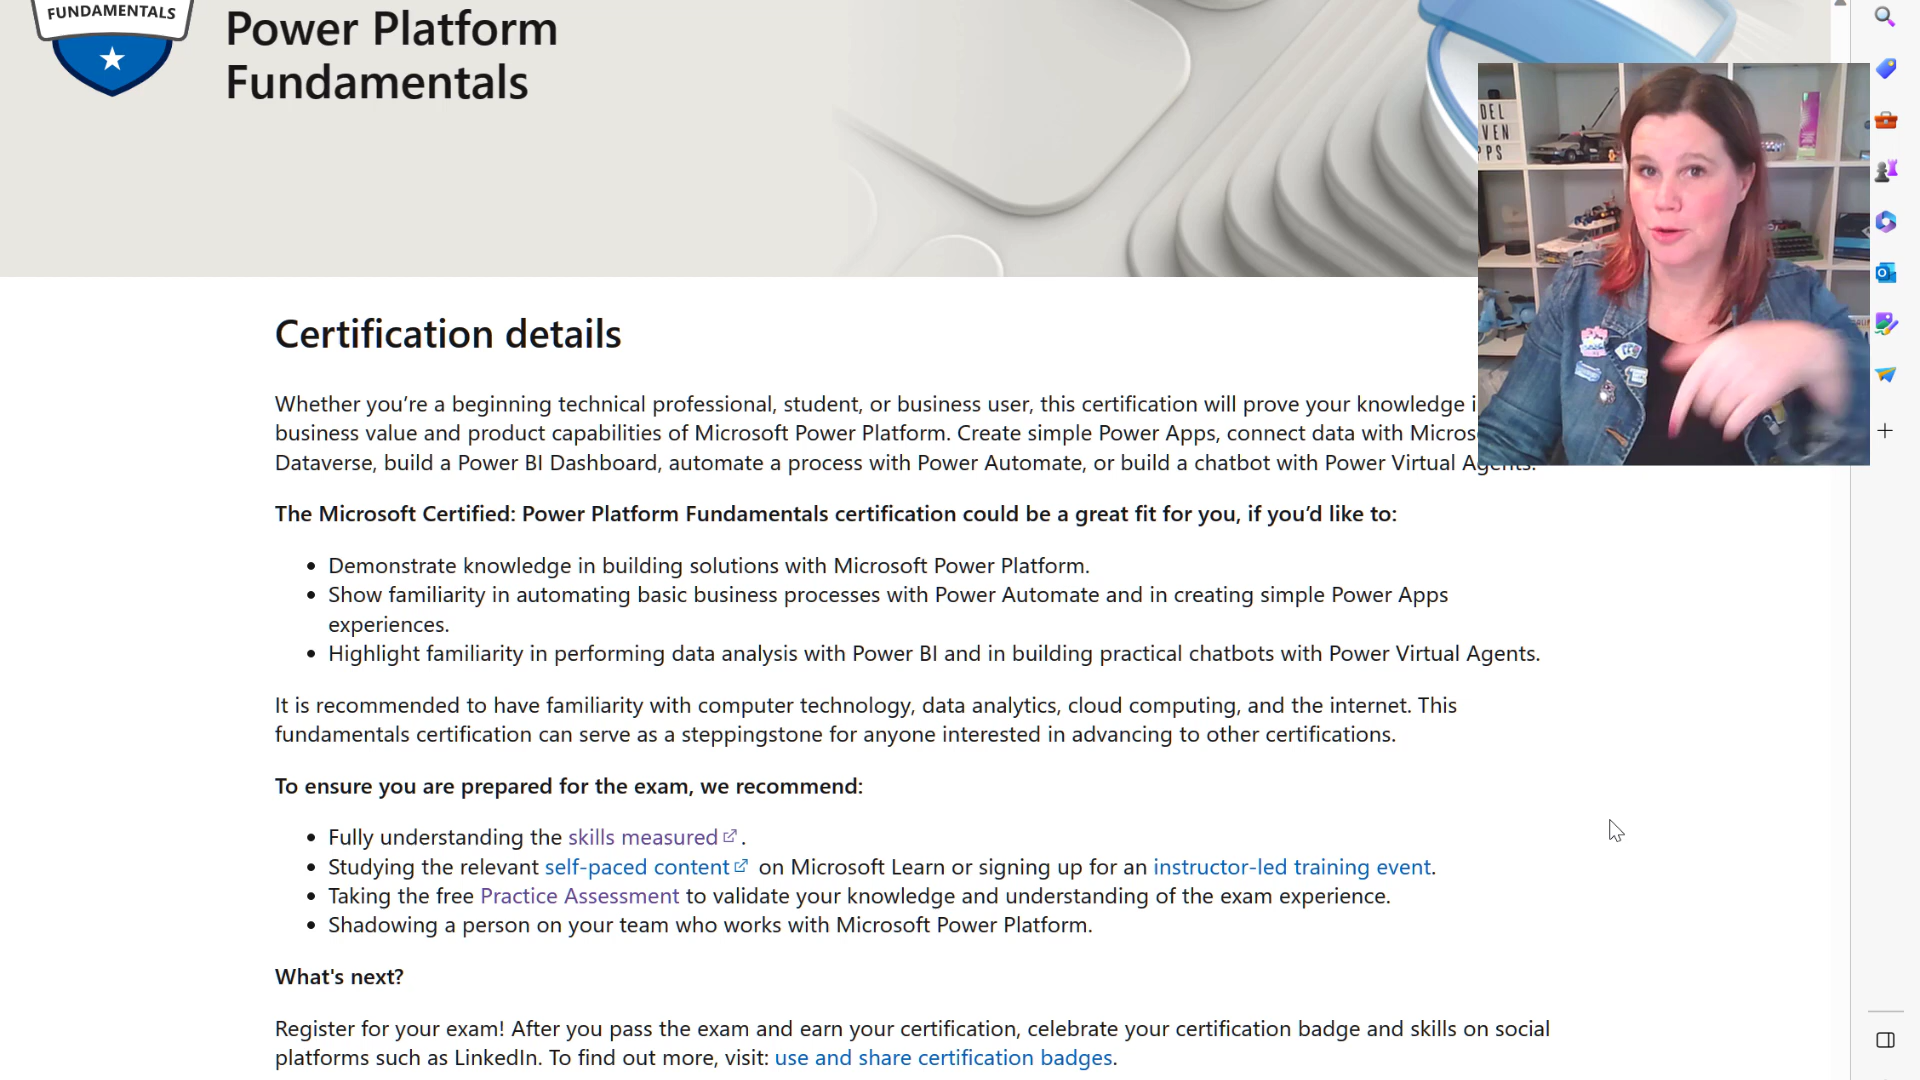 FUNDAMENTALS
Power Platform
Fundamentals
DEL
VEN
PPS
Certification details
Whether you’re a beginning technical professional, student, or business user, this certification will prove your knowledge
business value and product capabilities of Microsoft Power Platform. Create simple Power Apps, connect data with
Dataverse, build a Power BI Dashboard, automate a process with Power Automate, or build a chatbot with Power Virtual Agents.
The Microsoft Certified: Power Platform Fundamentals certification could be a great fit for you, if you’d like to:
• Demonstrate knowledge in building solutions with Microsoft Power Platform.
• Show familiarity in automating basic business processes with Power Automate and in creating simple Power Apps
experiences.
• Highlight familiarity in performing data analysis with Power BI and in building practical chatbots with Power Virtual Agents.
It is recommended to have familiarity with computer technology, data analytics, cloud computing, and the internet. This
fundamentals certification can serve as a steppingstone for anyone interested in advancing to other certifications.
To ensure you are prepared for the exam, we recommend:
• Fully understanding the skills measured .
• Studying the relevant self-paced content on Microsoft Learn or signing up for an instructor-led training event.
• Taking the free Practice Assessment to validate your knowledge and understanding of the exam experience.
• Shadowing a person on your team who works with Microsoft Power Platform.
What's next?
Register for your exam! After you pass the exam and earn your certification, celebrate your certification badge and skills on social
platforms such as LinkedIn. To find out more, visit: use and share certification badges.